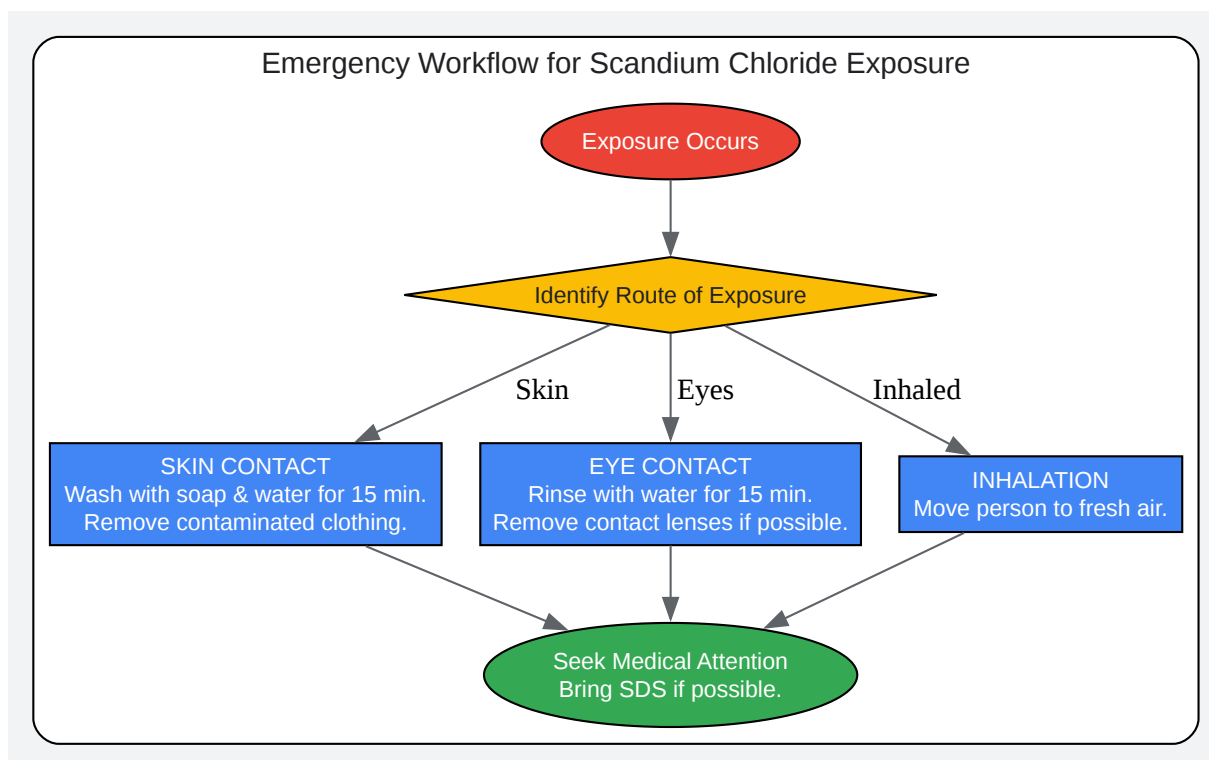 Emergency Workflow for Scandium Chloride Exposure
Exposure Occurs
Identify Route of Exposure
Skin
Eyes
Inhaled
SKIN CONTACT
Wash with soap & water for 15 min.
Remove contaminated clothing.
EYE CONTACT
Rinse with water for 15 min.
Remove contact lenses if possible.
INHALATION
Move person to fresh air.
Seek Medical Attention
Bring SDS if possible.